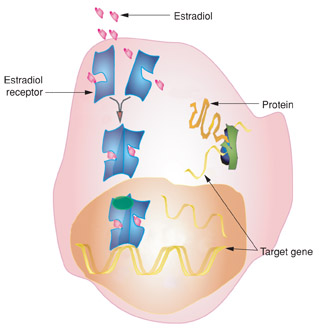 Estradiol
Estradiol
receptor
Protein
Target gene